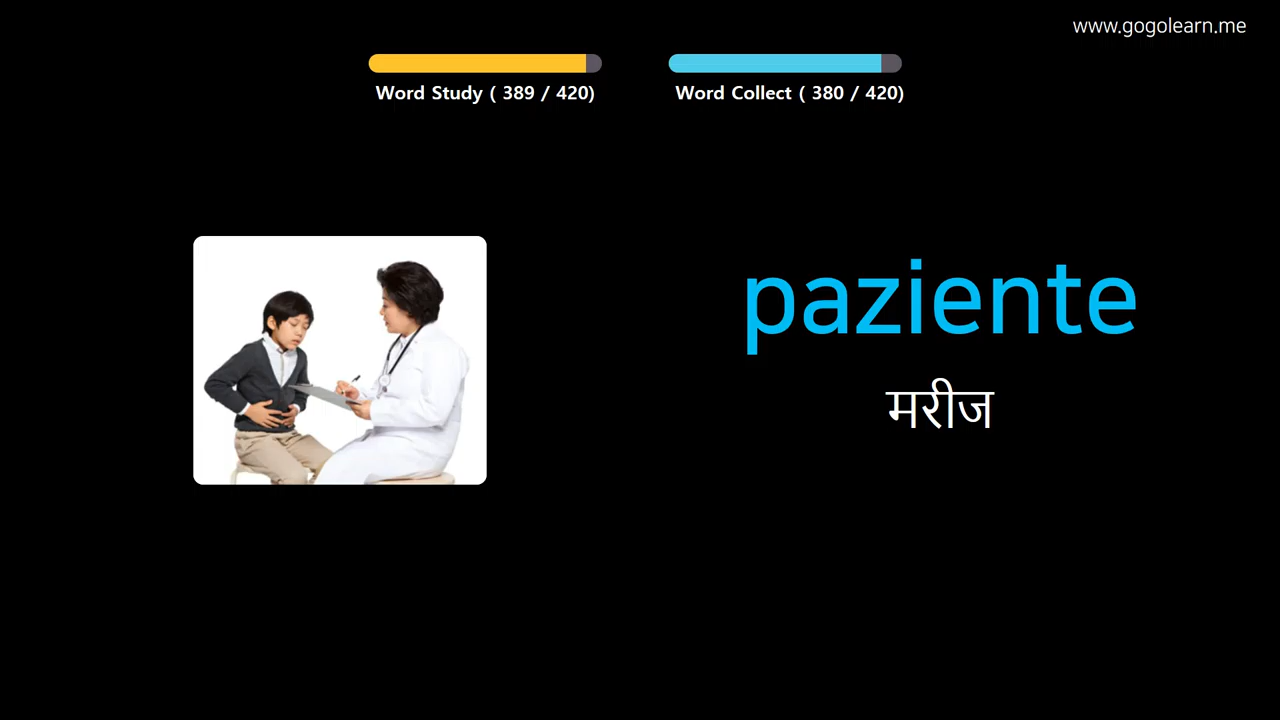 www.gogolearn.me
Word Study ( 389 / 420)
Word Collect ( 380 / 420)
paziente
मरीज